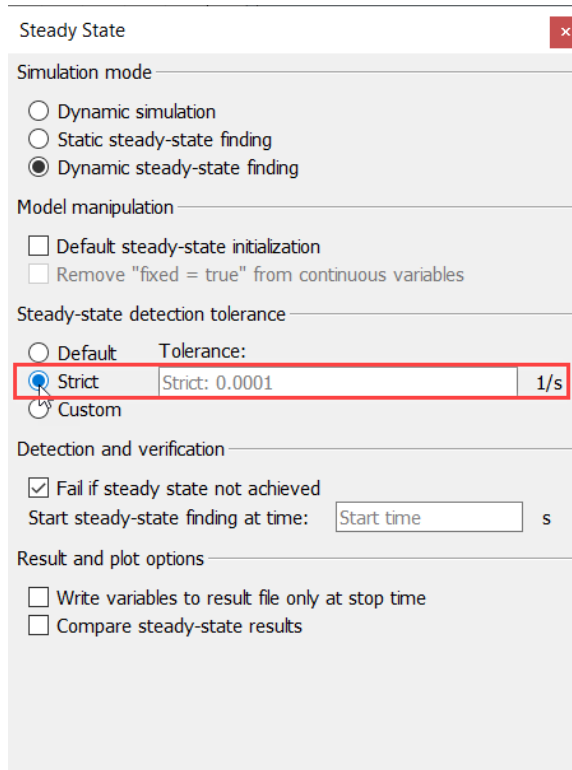 Steady State
Simulation mode
Dynamic simulation
Static steady-state finding
Dynamic steady-state finding
Model manipulation
Default steady-state initialization
Remove "fixed = true" from continuous variables
Steady-state detection tolerance
Default Tolerance:
Strict Strict: 0.0001 1/s
Custom
Detection and verification
Fail if steady state not achieved
Start steady-state finding at time: Start time s
Result and plot options
Write variables to result file only at stop time
Compare steady-state results